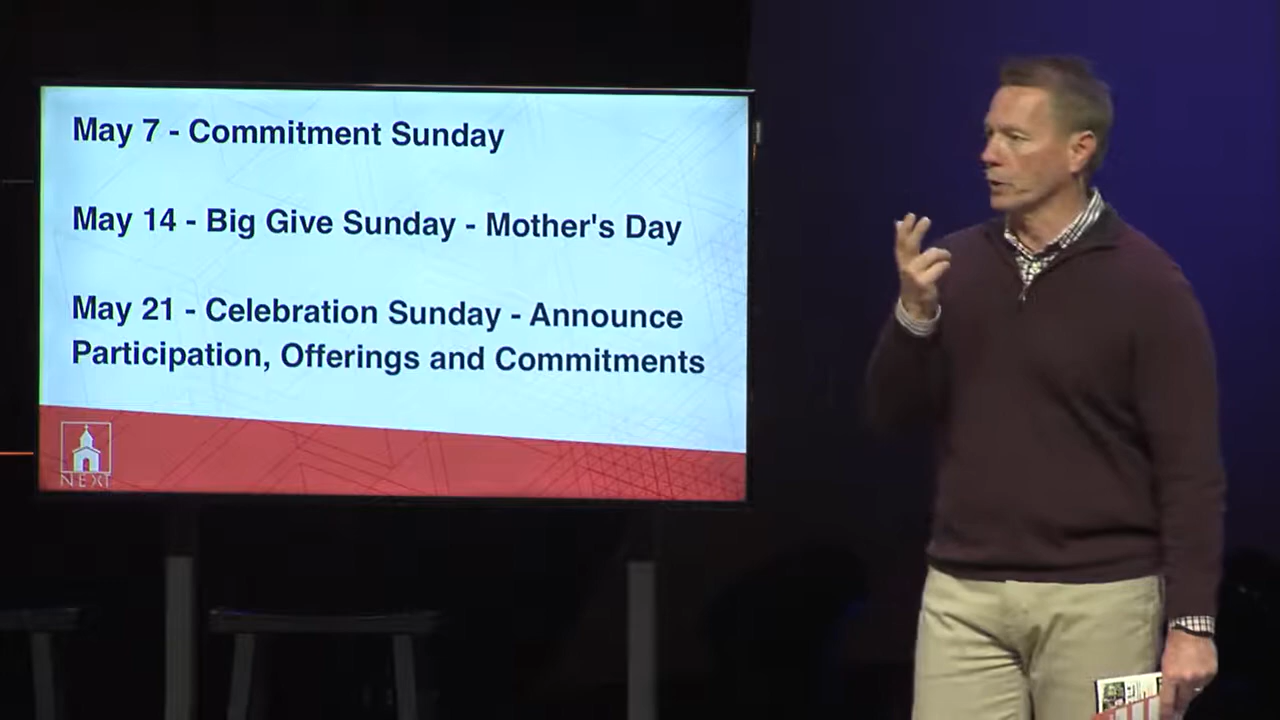 May 7 - Commitment Sunday
May 14 - Big Give Sunday - Mother's Day
May 21 - Celebration Sunday - Announce
Participation, Offerings and Commitments
NEXT